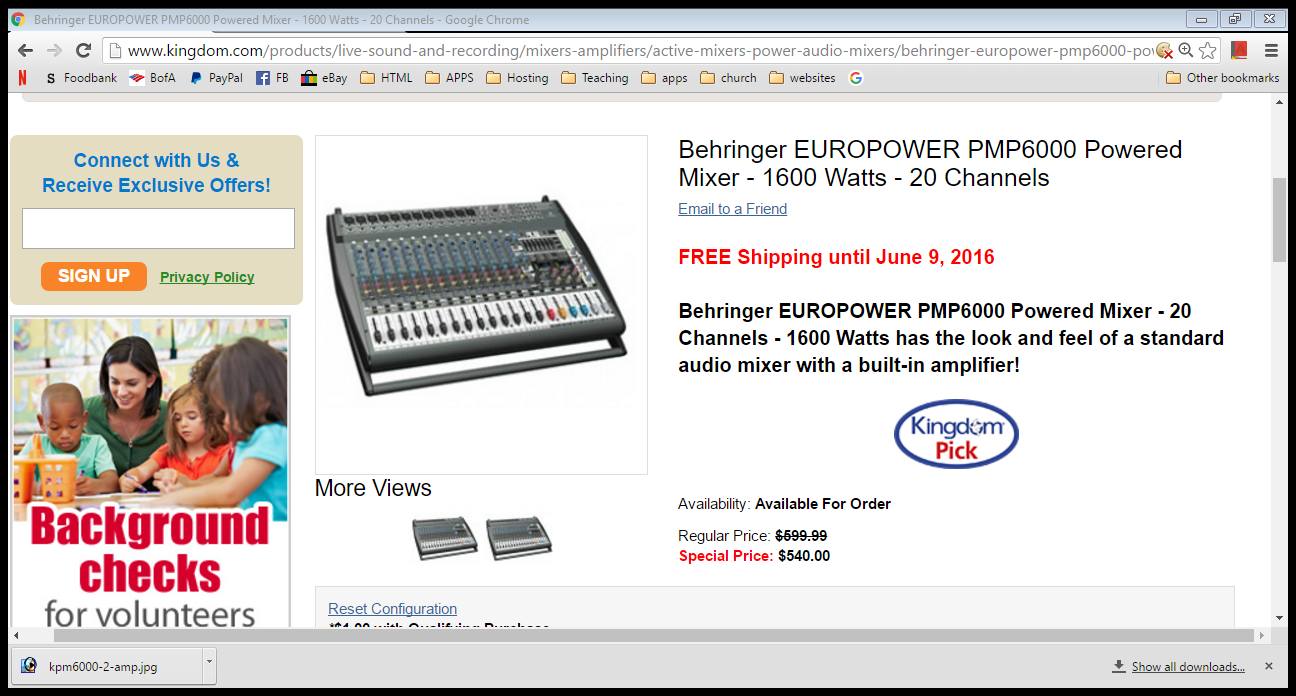 Behringer EUROPOWER PMP6000 Powered Mixer - 1600 Watts - 20 Channels - Google Chrome
www.kingdom.com/products/live-sound-and-recording/mixers-amplifiers/active-mixers-power-audio-mixers/behringer-europower-pmp6000-po
N S Foodbank BofA PayPal FB eBay HTML APPS Hosting Teaching apps church websites G Other bookmarks
Connect with Us &
Receive Exclusive Offers!
SIGN UP Privacy Policy
Background
checks
for volunteers
More Views
Behringer EUROPOWER PMP6000 Powered
Mixer - 1600 Watts - 20 Channels
Email to a Friend
FREE Shipping until June 9, 2016
Behringer EUROPOWER PMP6000 Powered Mixer - 20
Channels - 1600 Watts has the look and feel of a standard
audio mixer with a built-in amplifier!
Kingdom
Pick
Availability: Available For Order
Regular Price: $599.99
Special Price: $540.00
Reset Configuration
*$1.00 with Qualifying Purchase
kpm6000-2-amp.jpg
Show all downloads...